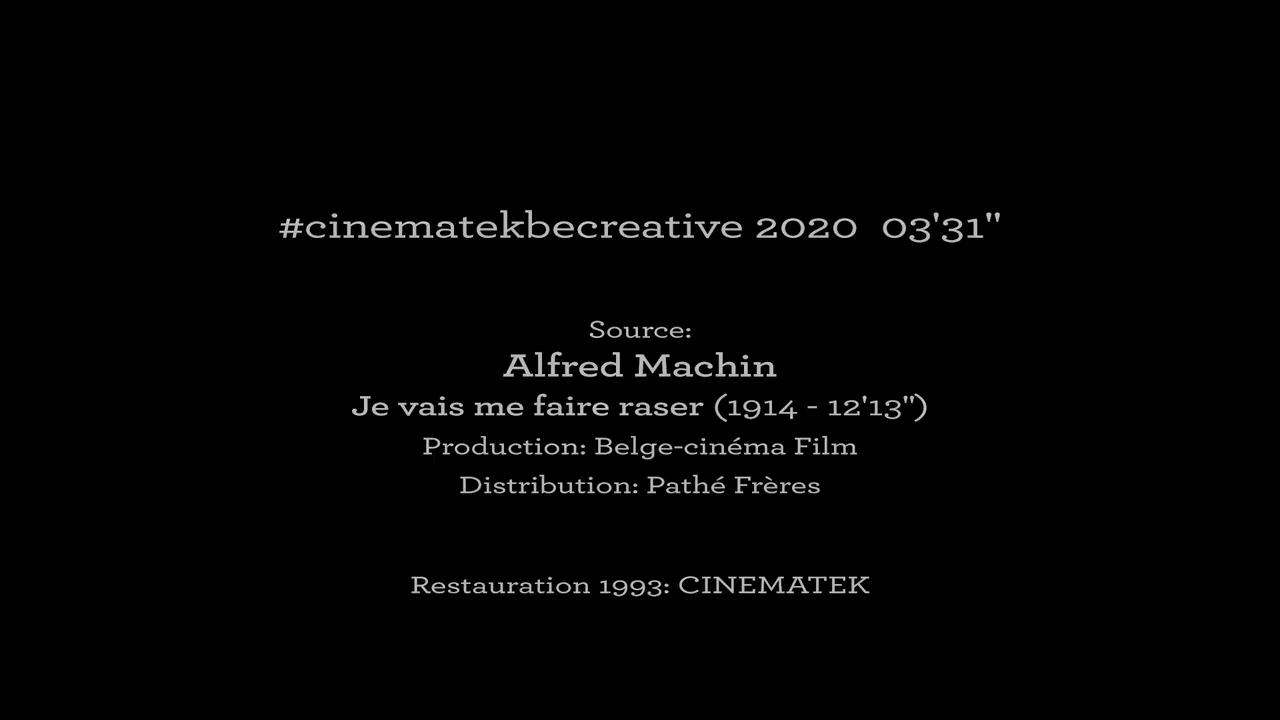 #cinematekbecreative 2020 03'31"
Source:
Alfred Machin
Je vais me faire raser (1914 - 12'13")
Production: Belge-cinéma Film
Distribution: Pathé Frères
Restauration 1993: CINEMATEK